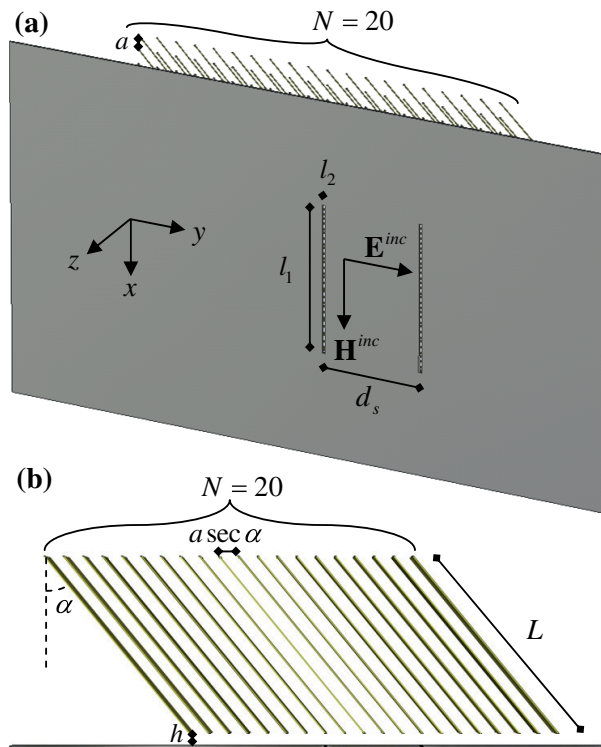 (a)
N = 20
a
l₂
y
z
x
l₁
E^inc
H^inc
d_s
(b)
N = 20
a sec α
α
L
h